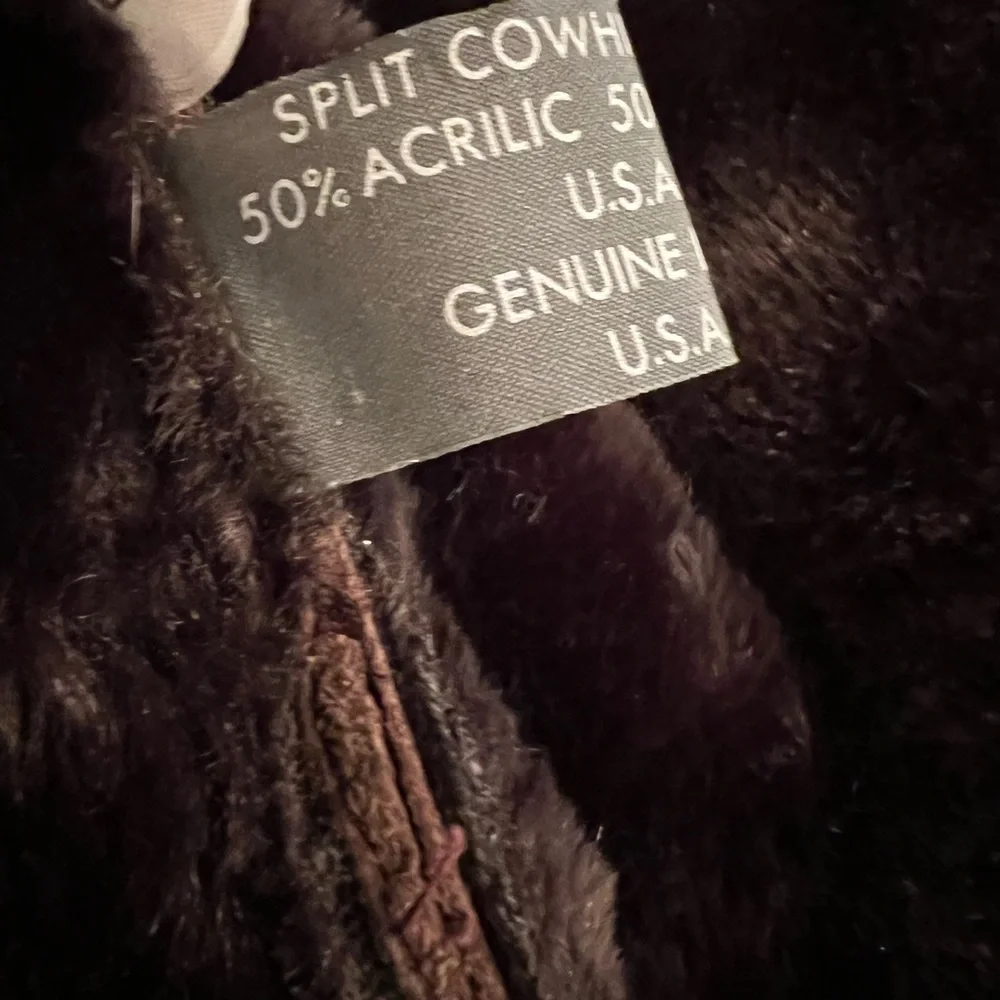 SPLIT COWHI
50% ACRILIC 50
U.S.A
GENUINE
U.S.A